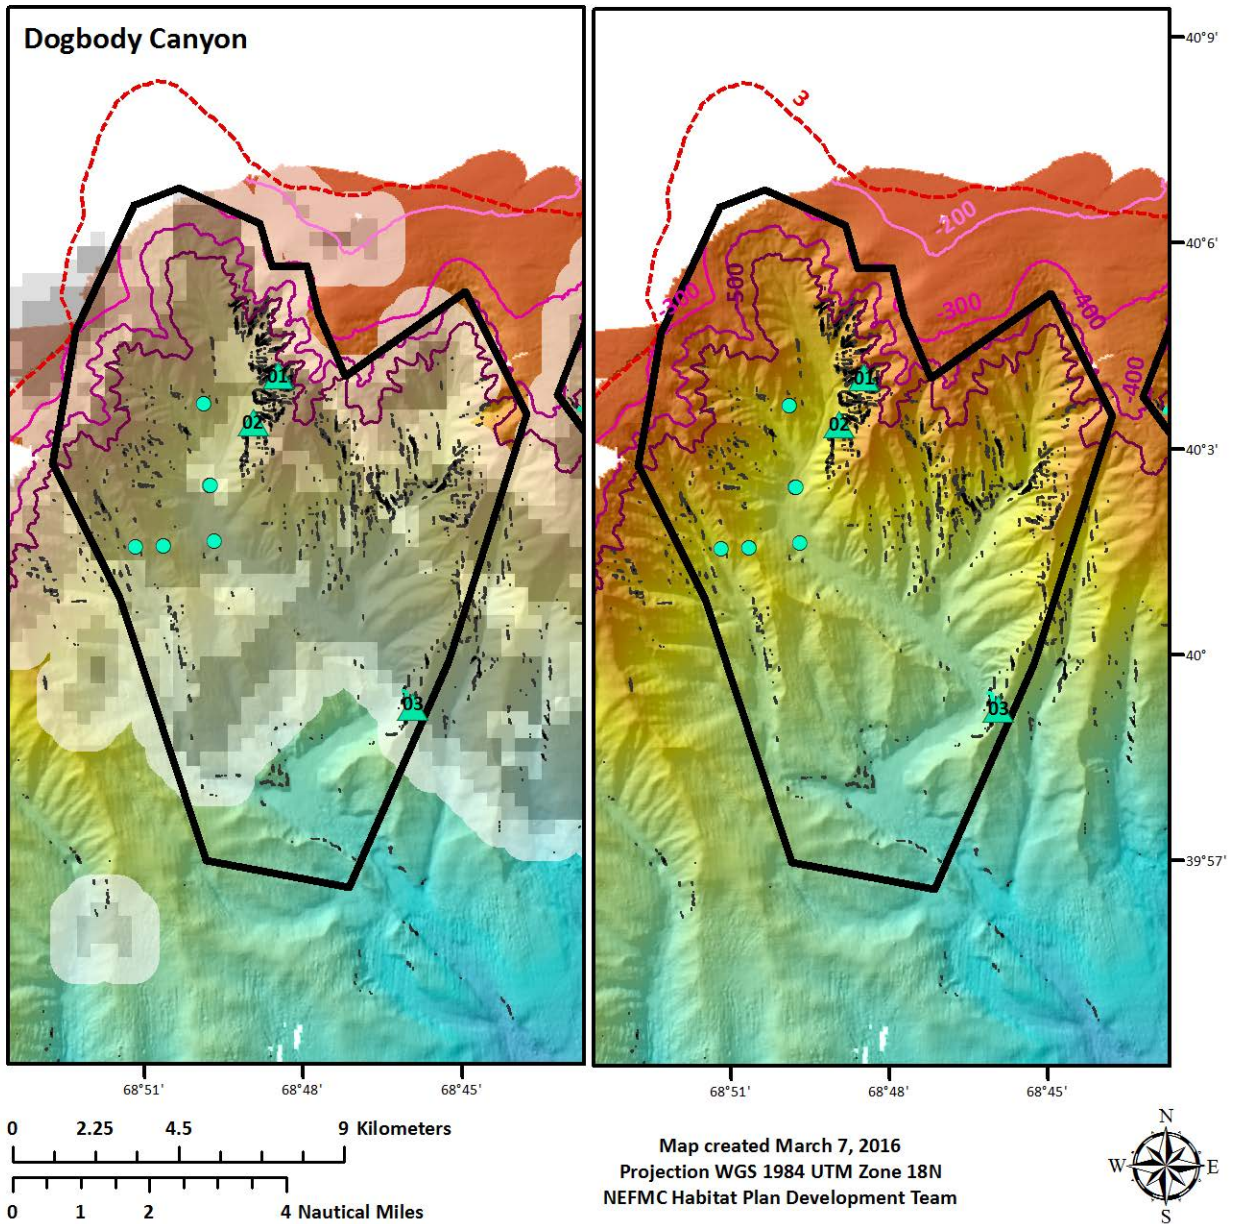 Dogbody Canyon
3
40°9'
-200
40°6'
-300
-500
-300
-400
-400
01
01
02
02
40°3'
40°
03
03
39°57'
68°51' 68°48' 68°45'
68°51' 68°48' 68°45'
0 2.25 4.5 9 Kilometers
0 1 2 4 Nautical Miles
Map created March 7, 2016
Projection WGS 1984 UTM Zone 18N
NEFMC Habitat Plan Development Team
N
W E
S